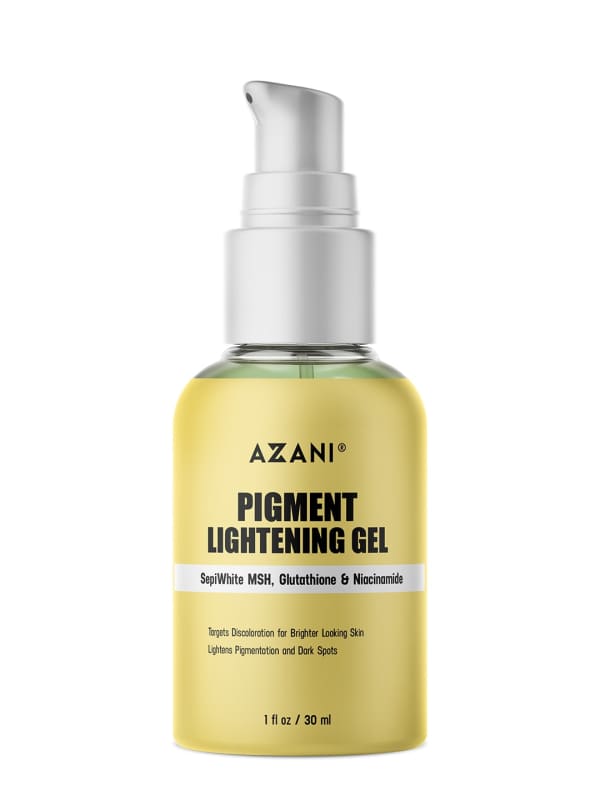 AZANI®
PIGMENT
LIGHTENING GEL
SepiWhite MSH, Glutathione & Niacinamide
Targets Discoloration for Brighter Looking Skin
Lightens Pigmentation and Dark Spots
1 fl oz / 30 ml